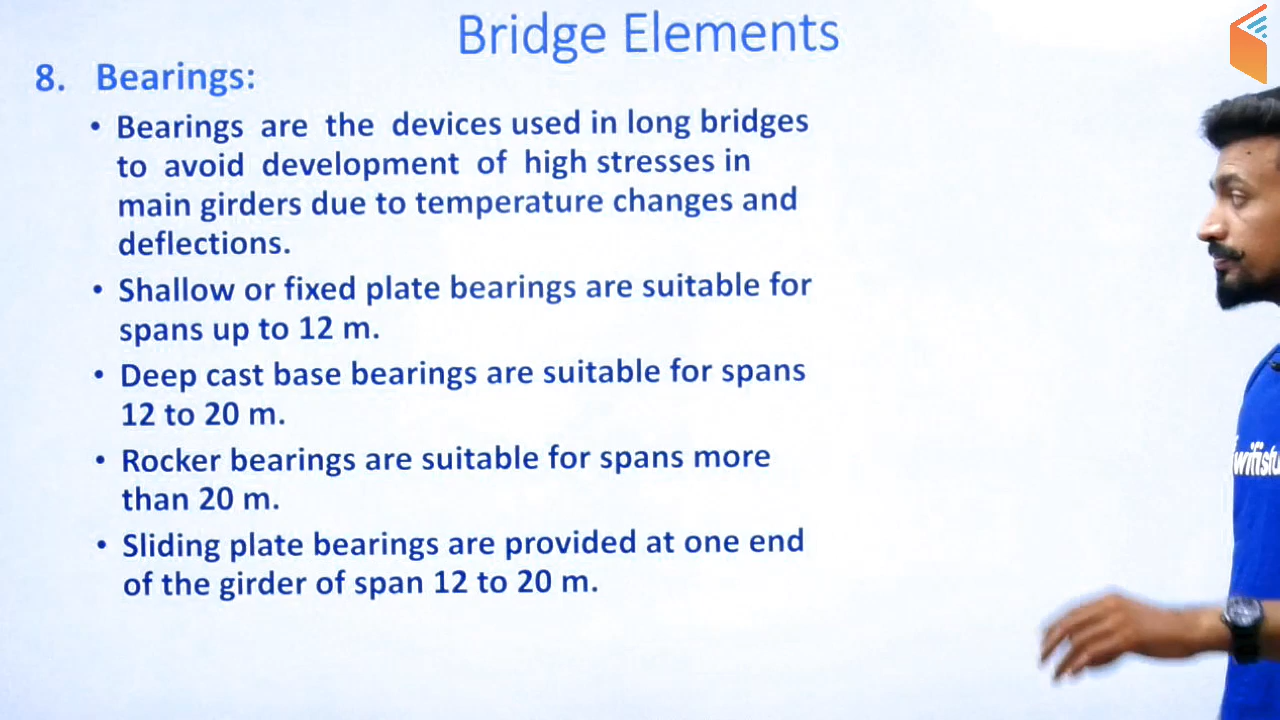 Bridge Elements
8. Bearings:
• Bearings are the devices used in long bridges
to avoid development of high stresses in
main girders due to temperature changes and
deflections.
• Shallow or fixed plate bearings are suitable for
spans up to 12 m.
• Deep cast base bearings are suitable for spans
12 to 20 m.
• Rocker bearings are suitable for spans more
than 20 m.
• Sliding plate bearings are provided at one end
of the girder of span 12 to 20 m.